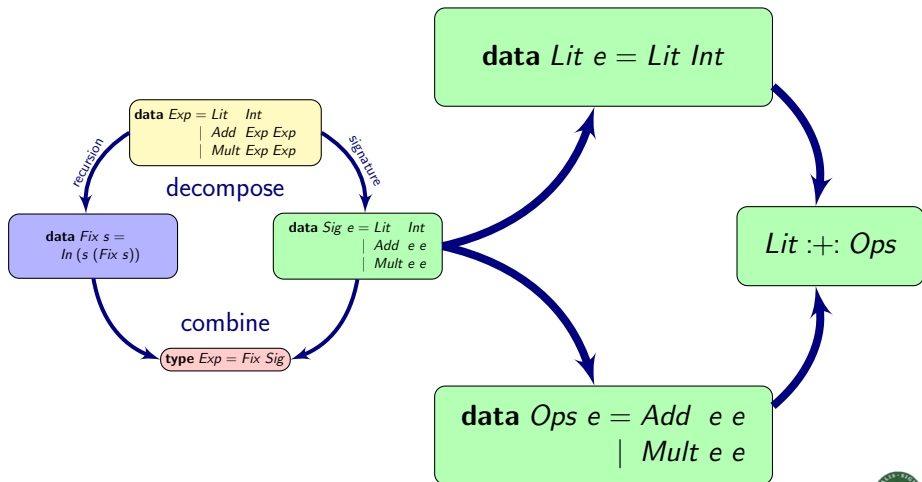 data Lit e = Lit Int
data Exp = Lit Int
| Add Exp Exp
| Mult Exp Exp
recursion
signature
decompose
data Fix s =
In (s (Fix s))
data Sig e = Lit Int
| Add e e
| Mult e e
Lit :+: Ops
combine
type Exp = Fix Sig
data Ops e = Add e e
| Mult e e